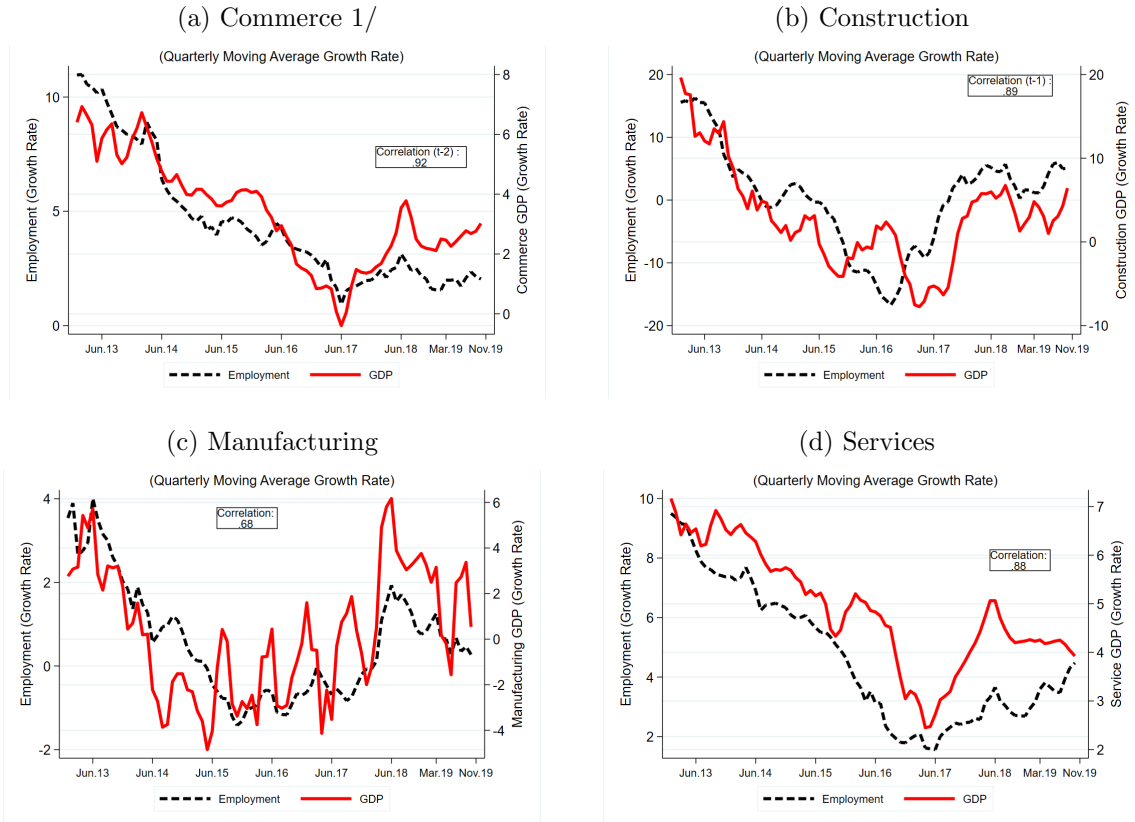 (a) Commerce 1/
(Quarterly Moving Average Growth Rate)
Employment (Growth Rate)
10
5
0
Correlation (t-2) :
.92
8
6
4
2
0
Commerce GDP (Growth Rate)
Jun.13 Jun.14 Jun.15 Jun.16 Jun.17 Jun.18 Mar.19 Nov.19
Employment GDP
(b) Construction
(Quarterly Moving Average Growth Rate)
Employment (Growth Rate)
20
10
0
-10
-20
Correlation (t-1) :
.89
20
10
0
-10
Construction GDP (Growth Rate)
Jun.13 Jun.14 Jun.15 Jun.16 Jun.17 Jun.18 Mar.19 Nov.19
Employment GDP
(c) Manufacturing
(Quarterly Moving Average Growth Rate)
Employment (Growth Rate)
4
2
0
-2
Correlation:
.68
6
4
2
0
-2
-4
Manufacturing GDP (Growth Rate)
Jun.13 Jun.14 Jun.15 Jun.16 Jun.17 Jun.18 Mar.19 Nov.19
Employment GDP
(d) Services
(Quarterly Moving Average Growth Rate)
Employment (Growth Rate)
10
8
6
4
2
Correlation:
.88
7
6
5
4
3
2
Service GDP (Growth Rate)
Jun.13 Jun.14 Jun.15 Jun.16 Jun.17 Jun.18 Mar.19 Nov.19
Employment GDP